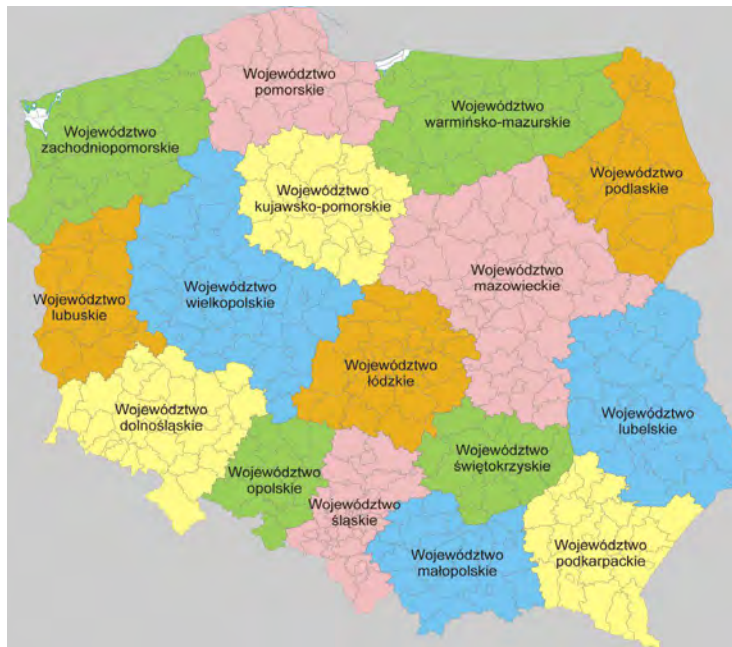 Województwo
pomorskie
Województwo
zachodniopomorskie
Województwo
warmińsko-mazurskie
Województwo
podlaskie
Województwo
kujawsko-pomorskie
Województwo
mazowieckie
Województwo
wielkopolskie
Województwo
lubuskie
Województwo
łódzkie
Województwo
dolnośląskie
Województwo
lubelskie
Województwo
opolskie
Województwo
świętokrzyskie
Województwo
śląskie
Województwo
małopolskie
Województwo
podkarpackie